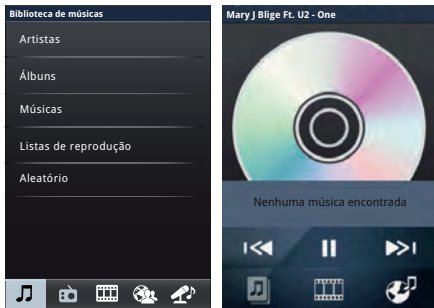 Biblioteca de músicas
Artistas
Álbuns
Músicas
Listas de reprodução
Aleatório
Mary J Blige Ft. U2 - One
Nenhuma música encontrada